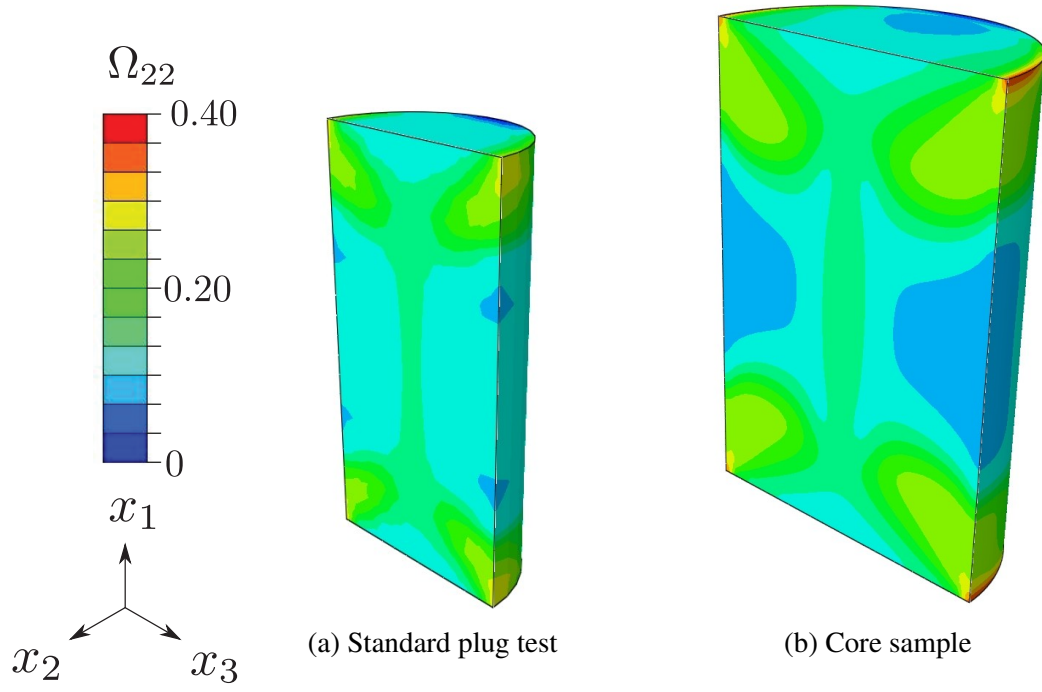 Ω22
0.40
0.20
0
x1
x2
x3
(a) Standard plug test
(b) Core sample